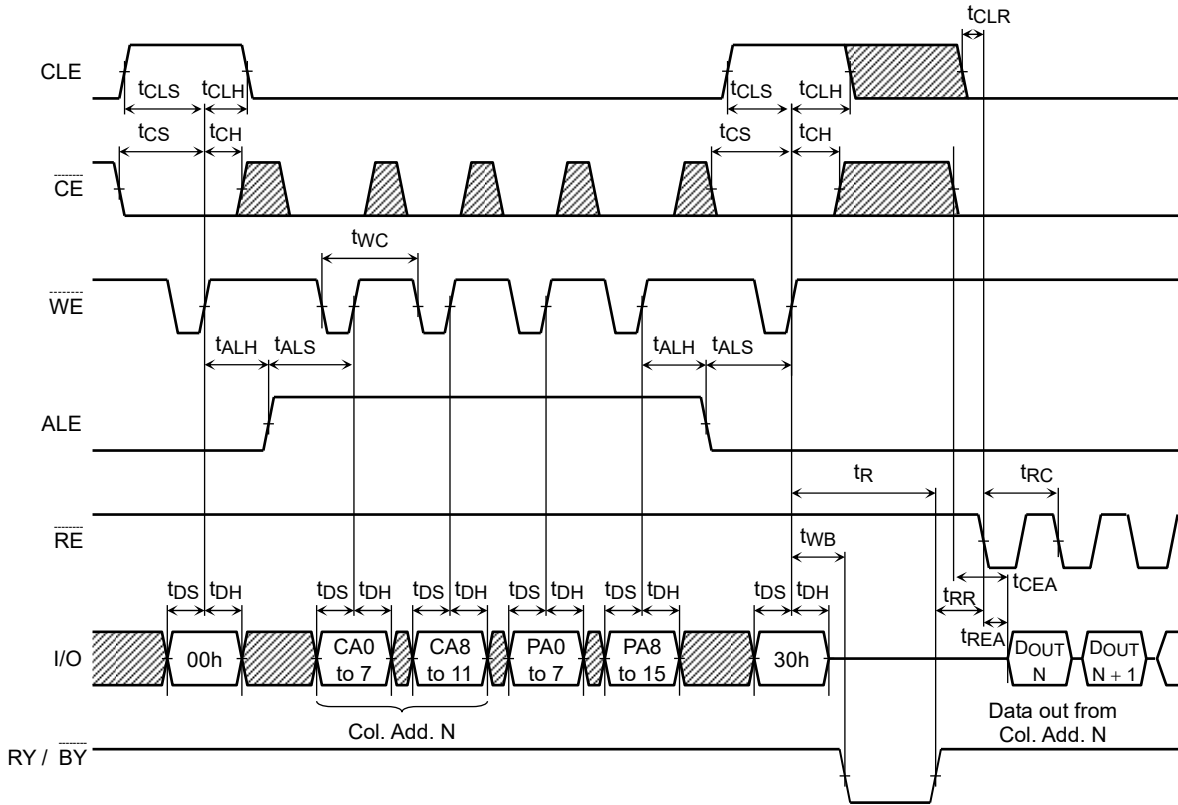 tCLR
CLE
tCLS tCLH tCLS tCLH
tCS tCH tCS tCH
CE
tWC
WE
tALH tALS tALH tALS
ALE
tR tRC
RE
tWB
tDS tDH tDS tDH tDS tDH tDS tDH tDS tDH tDS tDH tRR tCEA
tREA
I/O 00h CA0 to 7 CA8 to 11 PA0 to 7 PA8 to 15 30h DOUT N DOUT N + 1
Col. Add. N
Data out from
Col. Add. N
RY / BY